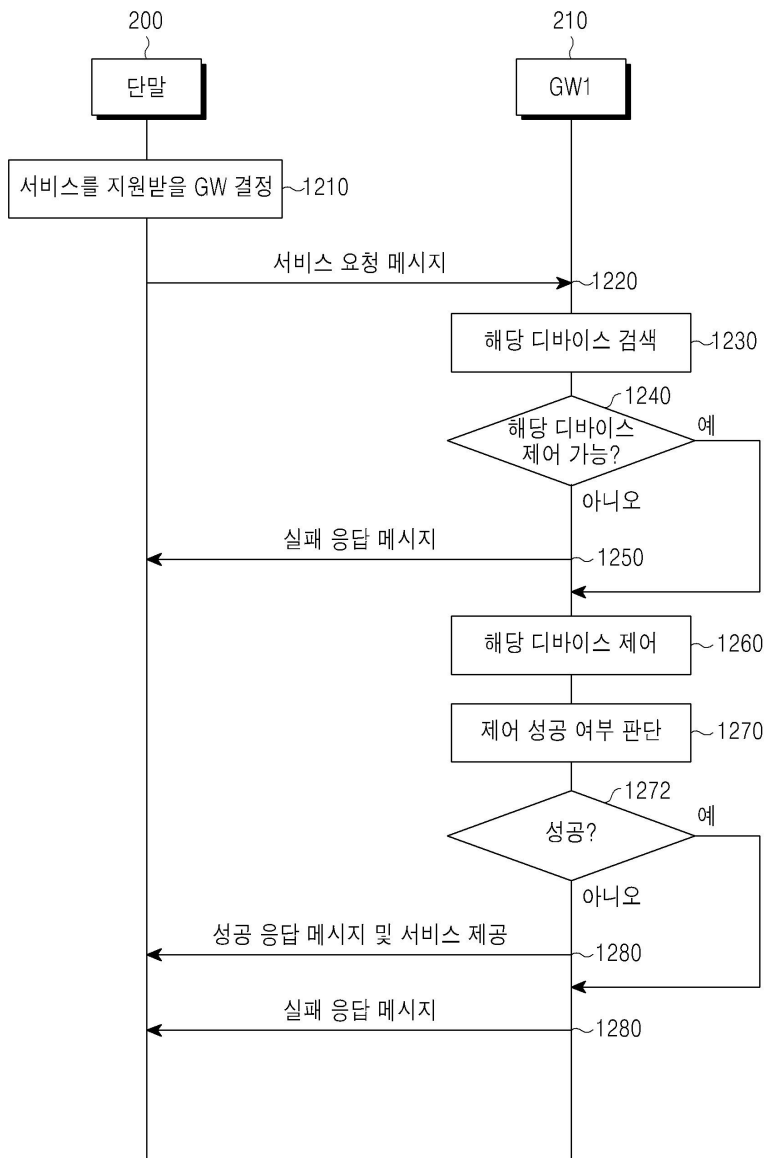 200
210
단말
GW1
서비스를 지원받을 GW 결정
1210
서비스 요청 메시지
1220
해당 디바이스 검색
1230
1240
해당 디바이스
제어 가능?
예
아니오
실패 응답 메시지
1250
해당 디바이스 제어
1260
제어 성공 여부 판단
1270
1272
성공?
예
아니오
성공 응답 메시지 및 서비스 제공
1280
실패 응답 메시지
1280